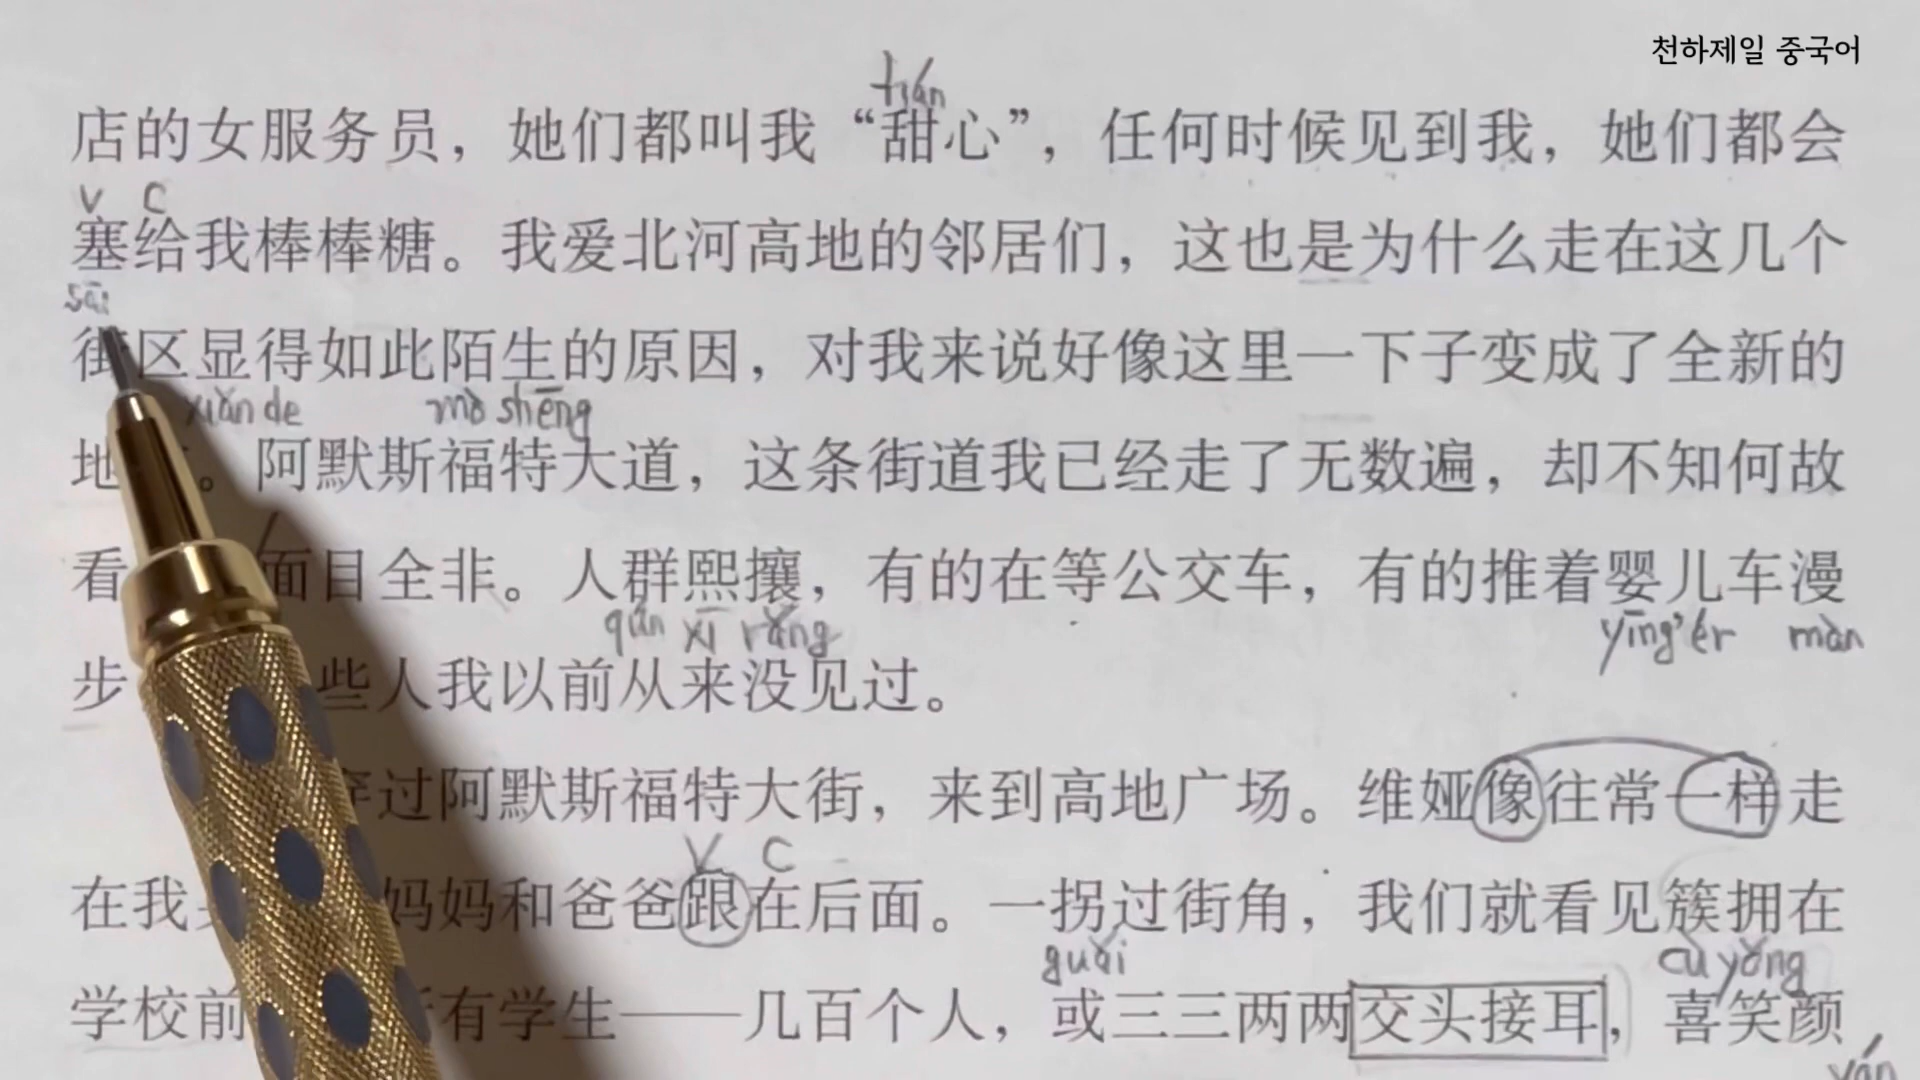 천하제일 중국어
tián
店的女服务员，她们都叫我“甜心”，任何时候见到我，她们都会
V C
塞给我棒棒糖。我爱北河高地的邻居们，这也是为什么走在这几个
sāi
街区显得如此陌生的原因，对我来说好像这里一下子变成了全新的
xiǎn de mò shēng
地。阿默斯福特大道，这条街道我已经走了无数遍，却不知何故
看面目全非。人群熙攘，有的在等公交车，有的推着婴儿车漫
qún xī rǎng yīng'ér màn
步些人我以前从来没见过。
穿过阿默斯福特大街，来到高地广场。维娅像往常一样走
V C
在我妈妈和爸爸跟在后面。一拐过街角，我们就看见簇拥在
guǎi cù yōng
学校前所有学生——几百个人，或三三两两交头接耳，喜笑颜
yán